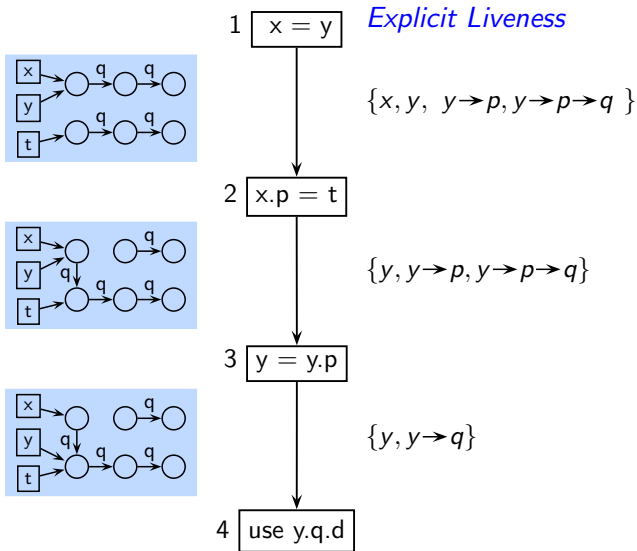 Explicit Liveness
1 x = y
x q q
y
t q q
{x, y, y→p, y→p→q }
2 x.p = t
x q
y q
t q q
{y, y→p, y→p→q}
3 y = y.p
x q
y q
t q q
{y, y→q}
4 use y.q.d